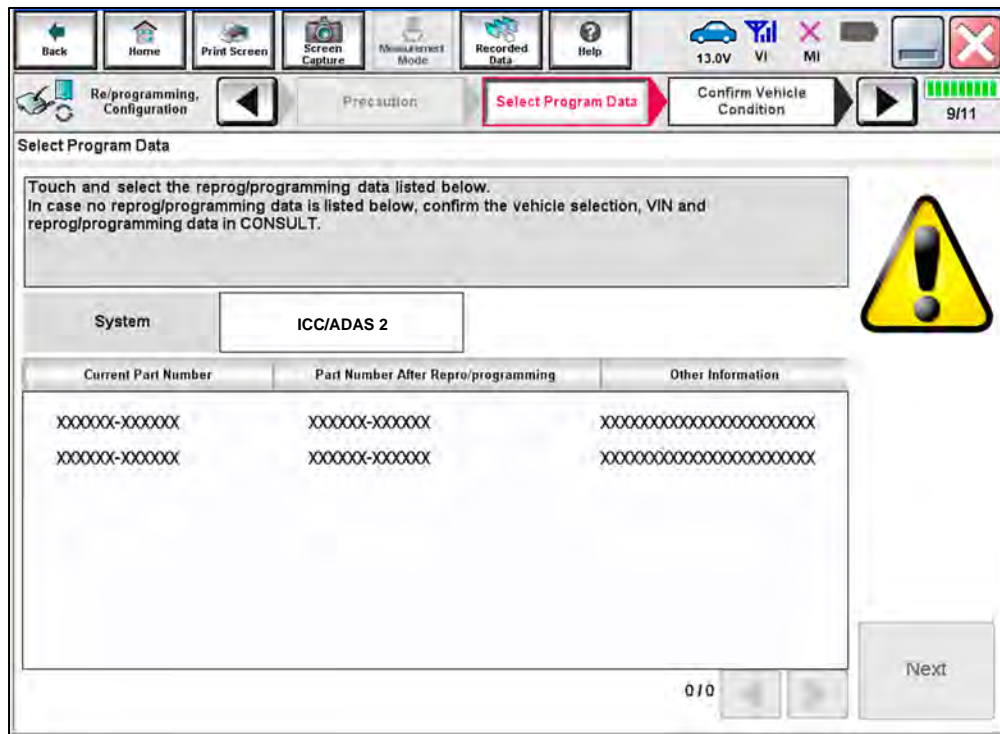 Back
Home
Print Screen
Screen Capture
Measurement Mode
Recorded Data
Help
13.0V
VI
MI
Re/programming, Configuration
Precaution
Select Program Data
Confirm Vehicle Condition
9/11
Select Program Data
Touch and select the reprog/programming data listed below.
In case no reprog/programming data is listed below, confirm the vehicle selection, VIN and
reprog/programming data in CONSULT.
System
ICC/ADAS 2
Current Part Number
Part Number After Repro/programming
Other Information
XXXXXX-XXXXXX
XXXXXX-XXXXXX
XXXXXXXXXXXXXXXXXXXXXXX
XXXXXX-XXXXXX
XXXXXX-XXXXXX
XXXXXXXXXXXXXXXXXXXXXXX
0/0
Next